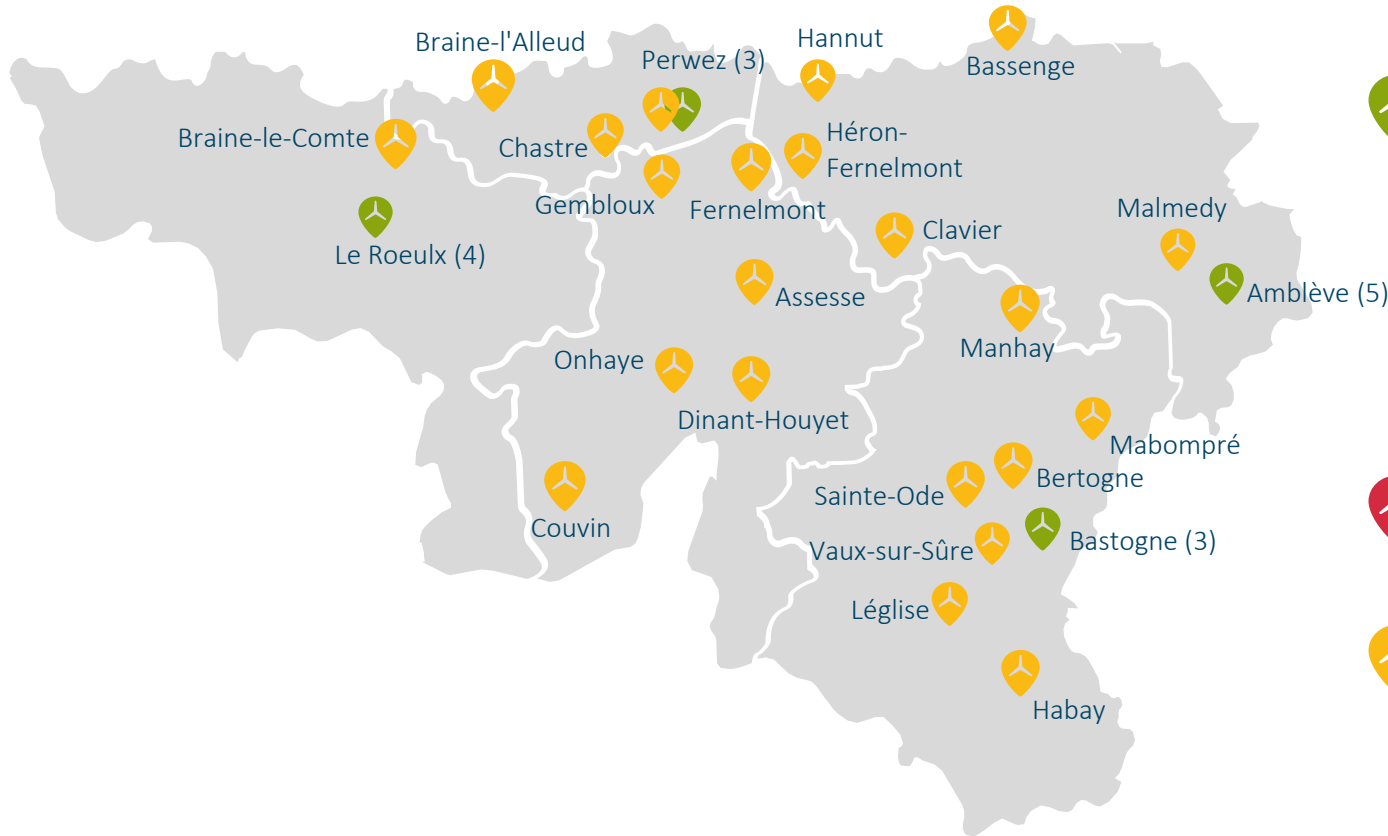 Braine-l'Alleud
Perwez (3)
Hannut
Bassenge
Braine-le-Comte
Chastre
Héron-
Fernelmont
Gembloux
Fernelmont
Le Roeulx (4)
Clavier
Malmedy
Assesse
Amblève (5)
Manhay
Onhaye
Dinant-Houyet
Mabompré
Sainte-Ode
Bertogne
Couvin
Vaux-sur-Sûre
Bastogne (3)
Léglise
Habay